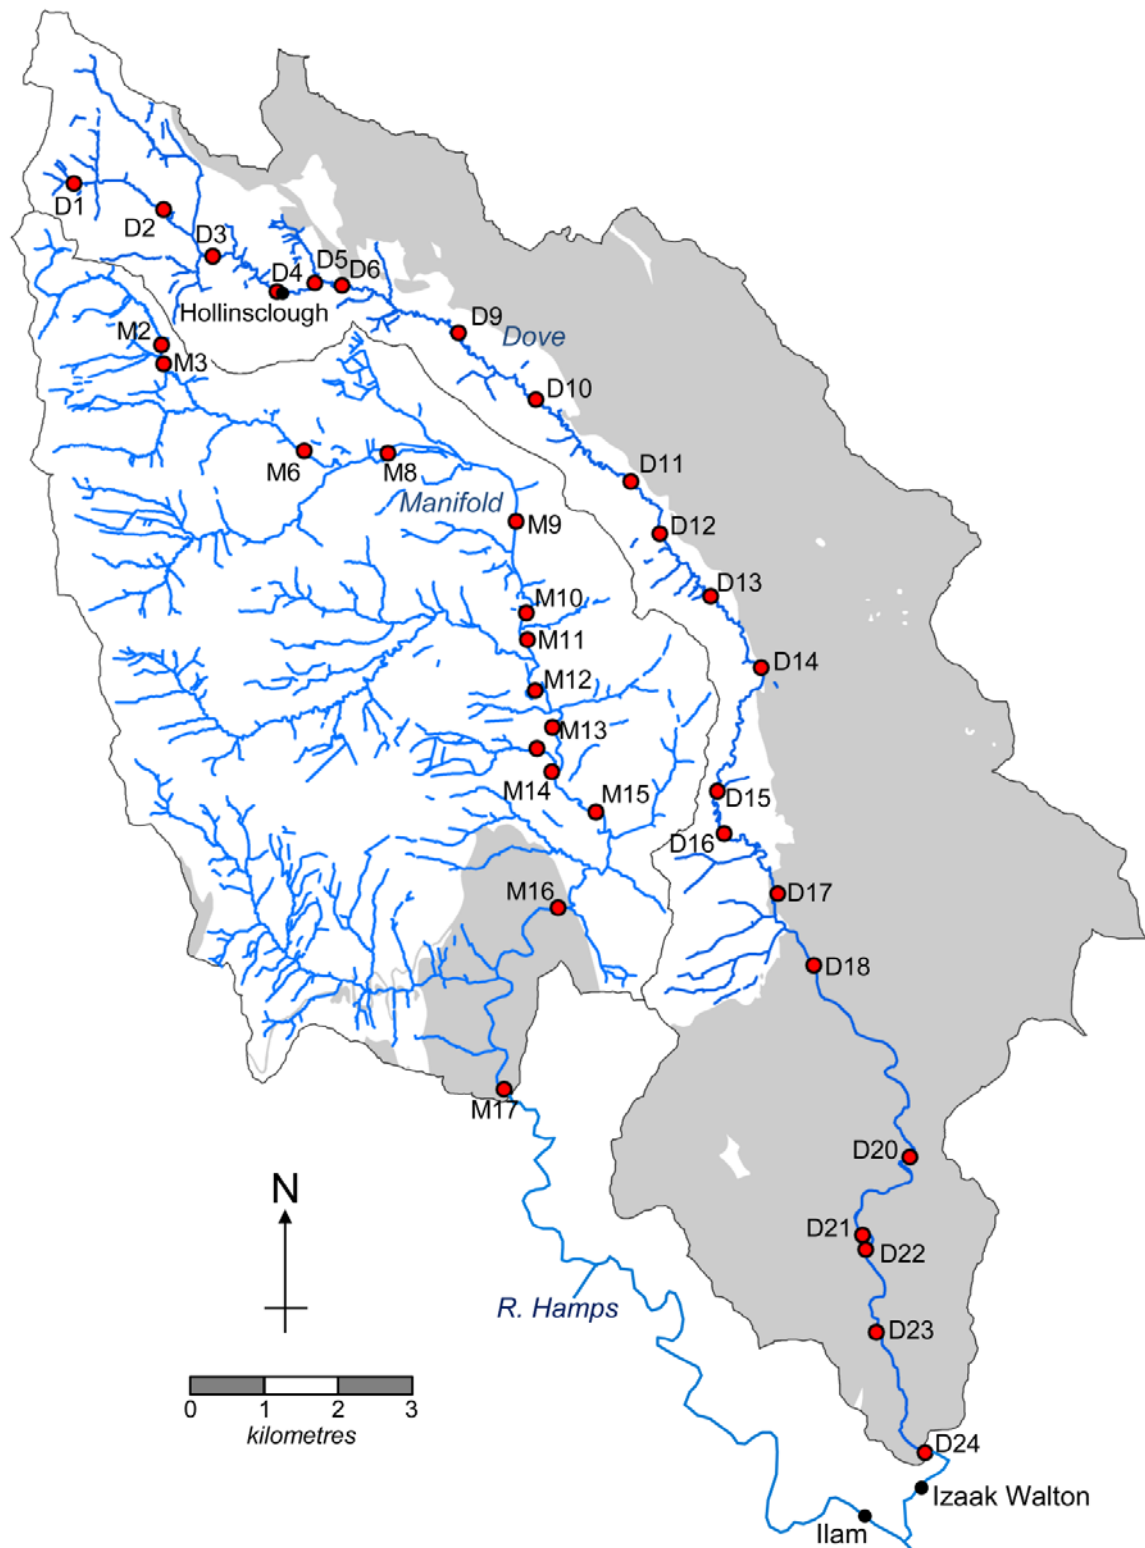 D1
D2
D3
D4
D5
D6
Hollinsclough
M2
M3
D9
Dove
D10
M6
M8
D11
Manifold
M9
D12
D13
M10
M11
D14
M12
M13
M14
M15
D15
D16
M16
D17
D18
M17
D20
N
D21
D22
R. Hamps
D23
0 1 2 3
kilometres
D24
Izaak Walton
Ilam